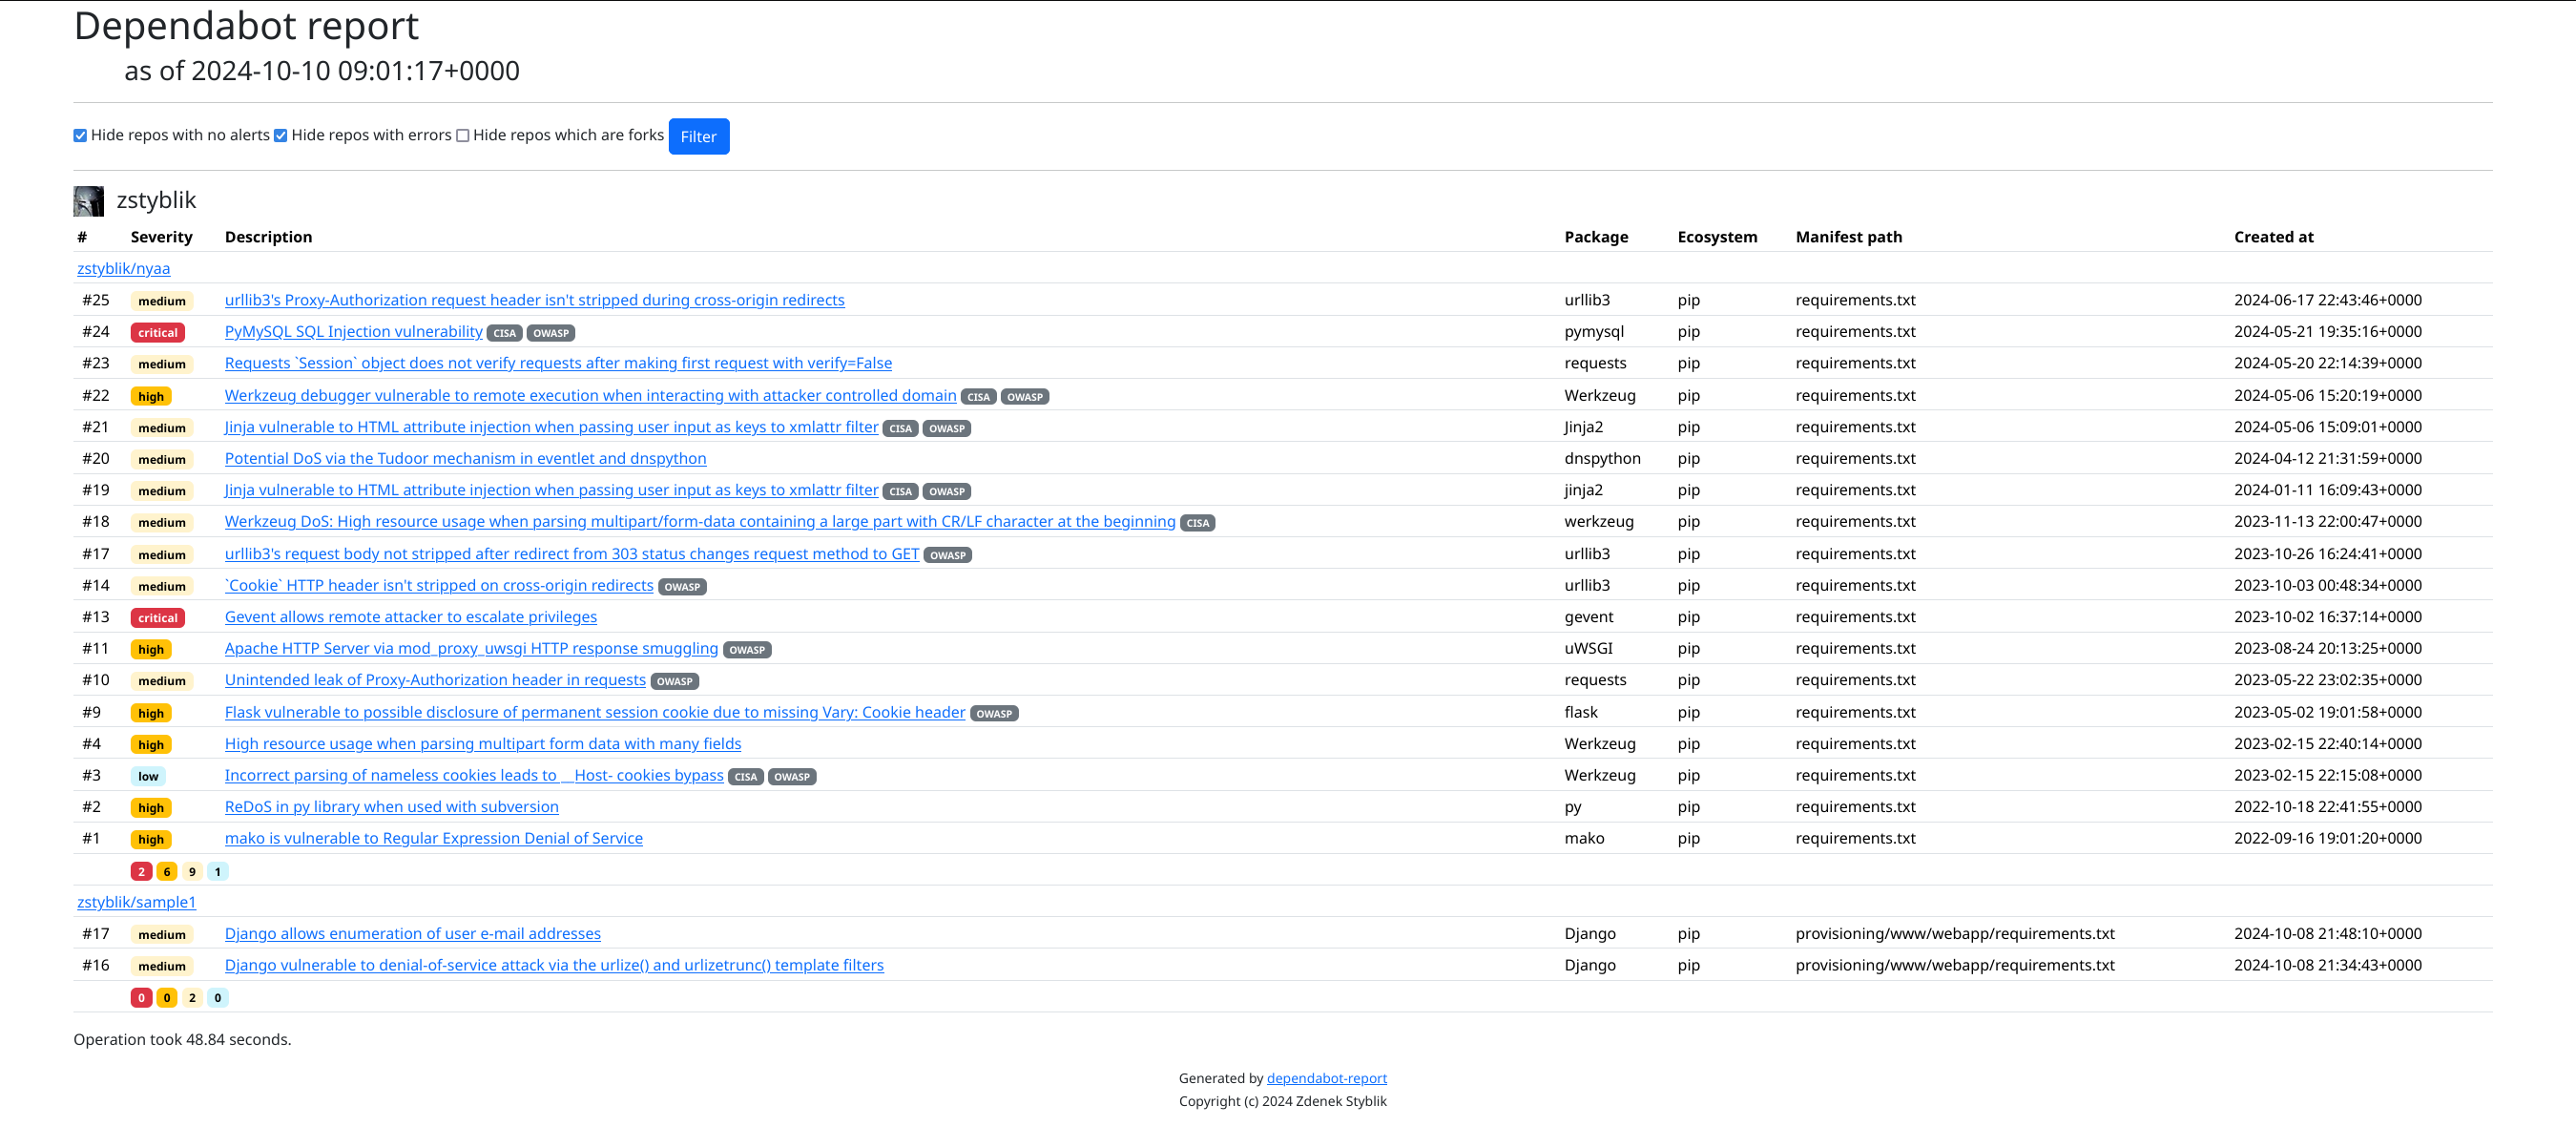 Dependabot report
as of 2024-10-10 09:01:17+0000
Hide repos with no alerts Hide repos with errors Hide repos which are forks Filter
zstyblik
# Severity Description Package Ecosystem Manifest path Created at
zstyblik/nyaa
#25 medium urllib3's Proxy-Authorization request header isn't stripped during cross-origin redirects urllib3 pip requirements.txt 2024-06-17 22:43:46+0000
#24 critical PyMySQL SQL Injection vulnerability CISA OWASP pymysql pip requirements.txt 2024-05-21 19:35:16+0000
#23 medium Requests `Session` object does not verify requests after making first request with verify=False requests pip requirements.txt 2024-05-20 22:14:39+0000
#22 high Werkzeug debugger vulnerable to remote execution when interacting with attacker controlled domain CISA OWASP Werkzeug pip requirements.txt 2024-05-06 15:20:19+0000
#21 medium Jinja vulnerable to HTML attribute injection when passing user input as keys to xmlattr filter CISA OWASP Jinja2 pip requirements.txt 2024-05-06 15:09:01+0000
#20 medium Potential DoS via the Tudoor mechanism in eventlet and dnspython dnspython pip requirements.txt 2024-04-12 21:31:59+0000
#19 medium Jinja vulnerable to HTML attribute injection when passing user input as keys to xmlattr filter CISA OWASP jinja2 pip requirements.txt 2024-01-11 16:09:43+0000
#18 medium Werkzeug DoS: High resource usage when parsing multipart/form-data containing a large part with CR/LF character at the beginning CISA werkzeug pip requirements.txt 2023-11-13 22:00:47+0000
#17 medium urllib3's request body not stripped after redirect from 303 status changes request method to GET OWASP urllib3 pip requirements.txt 2023-10-26 16:24:41+0000
#14 medium `Cookie` HTTP header isn't stripped on cross-origin redirects OWASP urllib3 pip requirements.txt 2023-10-03 00:48:34+0000
#13 critical Gevent allows remote attacker to escalate privileges gevent pip requirements.txt 2023-10-02 16:37:14+0000
#11 high Apache HTTP Server via mod_proxy_uwsgi HTTP response smuggling OWASP uWSGI pip requirements.txt 2023-08-24 20:13:25+0000
#10 medium Unintended leak of Proxy-Authorization header in requests OWASP requests pip requirements.txt 2023-05-22 23:02:35+0000
#9 high Flask vulnerable to possible disclosure of permanent session cookie due to missing Vary: Cookie header OWASP flask pip requirements.txt 2023-05-02 19:01:58+0000
#4 high High resource usage when parsing multipart form data with many fields Werkzeug pip requirements.txt 2023-02-15 22:40:14+0000
#3 low Incorrect parsing of nameless cookies leads to __Host- cookies bypass CISA OWASP Werkzeug pip requirements.txt 2023-02-15 22:15:08+0000
#2 high ReDoS in py library when used with subversion py pip requirements.txt 2022-10-18 22:41:55+0000
#1 high mako is vulnerable to Regular Expression Denial of Service mako pip requirements.txt 2022-09-16 19:01:20+0000
2 6 9 1
zstyblik/sample1
#17 medium Django allows enumeration of user e-mail addresses Django pip provisioning/www/webapp/requirements.txt 2024-10-08 21:48:10+0000
#16 medium Django vulnerable to denial-of-service attack via the urlize() and urlizetrunc() template filters Django pip provisioning/www/webapp/requirements.txt 2024-10-08 21:34:43+0000
0 0 2 0
Operation took 48.84 seconds.
Generated by dependabot-report
Copyright (c) 2024 Zdenek Styblik